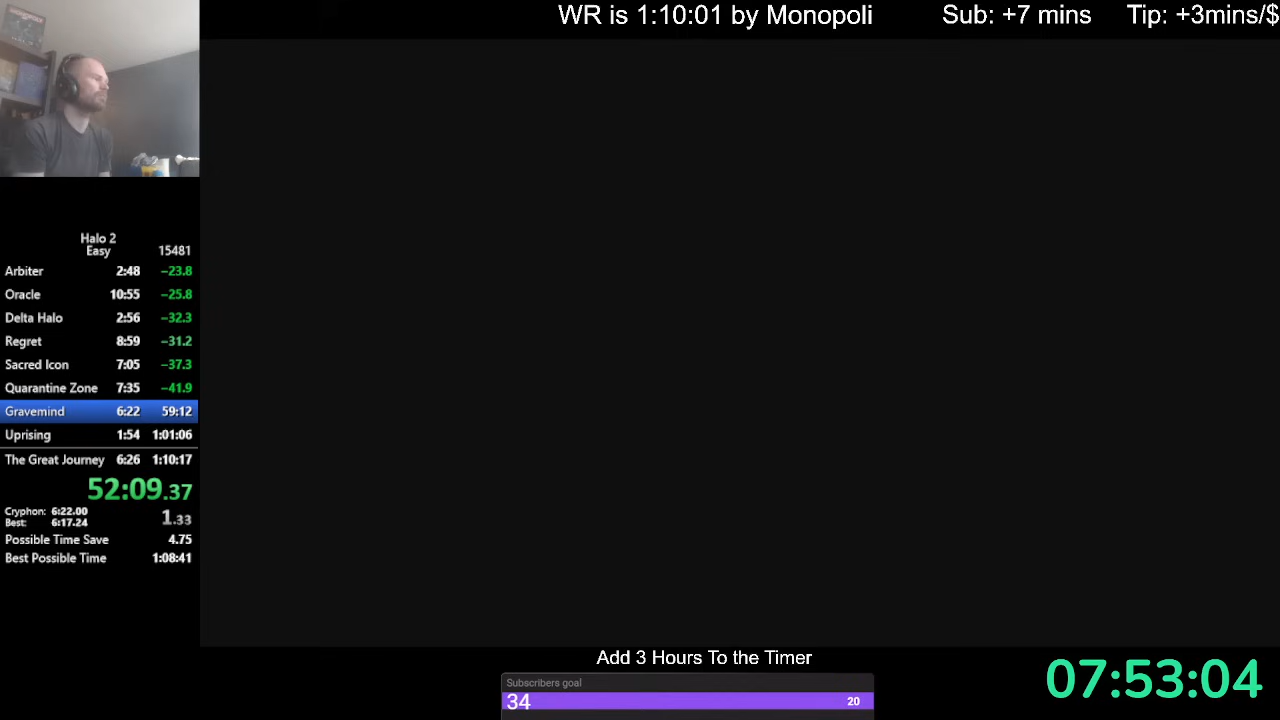 WR is 1:10:01 by Monopoli Sub: +7 mins Tip: +3mins/$
Halo 2
Easy 15481
Arbiter 2:48 −23.8
Oracle 10:55 −25.8
Delta Halo 2:56 −32.3
Regret 8:59 −31.2
Sacred Icon 7:05 −37.3
Quarantine Zone 7:35 −41.9
Gravemind 6:22 59:12
Uprising 1:54 1:01:06
The Great Journey 6:26 1:10:17
52:09.37
Cryphon: 6:22.00
Best: 6:17.24 1.33
Possible Time Save 4.75
Best Possible Time 1:08:41
Add 3 Hours To the Timer
Subscribers goal
34 20
07:53:04